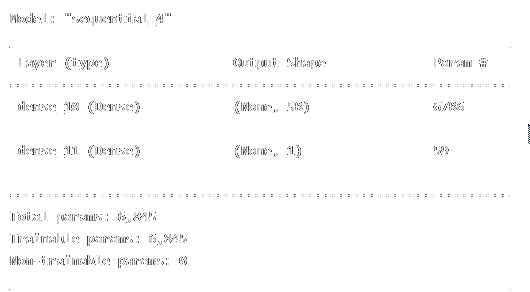 Model: "sequential_4"
Layer (type) Output Shape Param #
dense_10 (Dense) (None, 58) 6786
dense_11 (Dense) (None, 1) 59
Total params: 6,845
Trainable params: 6,845
Non-trainable params: 0